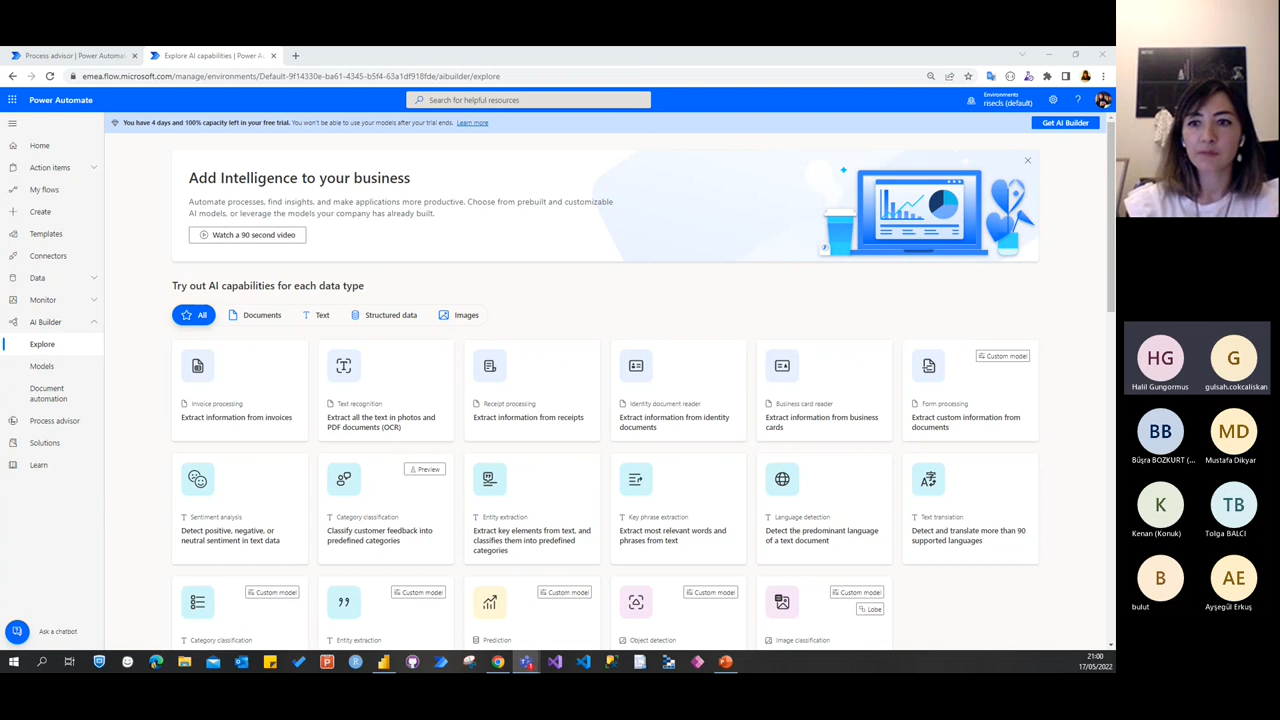 Process advisor | Power Automat
Explore AI capabilities | Power A
emea.flow.microsoft.com/manage/environments/Default-9f14330e-ba61-4345-b5f4-63a1df918fde/aibuilder/explore
Power Automate
Search for helpful resources
Environments
risecls (default)
You have 4 days and 100% capacity left in your free trial. You won't be able to use your models after your trial ends. Learn more
Get AI Builder
Home
Action items
My flows
Create
Templates
Connectors
Data
Monitor
AI Builder
Explore
Models
Document
automation
Process advisor
Solutions
Learn
Ask a chatbot
Add Intelligence to your business
Automate processes, find insights, and make applications more productive. Choose from prebuilt and customizable
AI models, or leverage the models your company has already built.
Watch a 90 second video
Try out AI capabilities for each data type
All
Documents
Text
Structured data
Images
Invoice processing
Extract information from invoices
Text recognition
Extract all the text in photos and
PDF documents (OCR)
Receipt processing
Extract information from receipts
Identity document reader
Extract information from identity
documents
Business card reader
Extract information from business
cards
Custom model
Form processing
Extract custom information from
documents
Sentiment analysis
Detect positive, negative, or
neutral sentiment in text data
Preview
Category classification
Classify customer feedback into
predefined categories
Entity extraction
Extract key elements from text, and
classifies them into predefined
categories
Key phrase extraction
Extract most relevant words and
phrases from text
Language detection
Detect the predominant language
of a text document
Text translation
Detect and translate more than 90
supported languages
Custom model
Category classification
Custom model
Entity extraction
Custom model
Prediction
Custom model
Object detection
Custom model
Lobe
Image classification
21:00
17/05/2022
HG
Halil Gungormus
G
gulsah.cokcaliskan
BB
Büşra BOZKURT (...
MD
Mustafa Dikyar
K
Kenan (Konuk)
TB
Tolga BALCI
B
bulut
AE
Ayşegül Erkuş